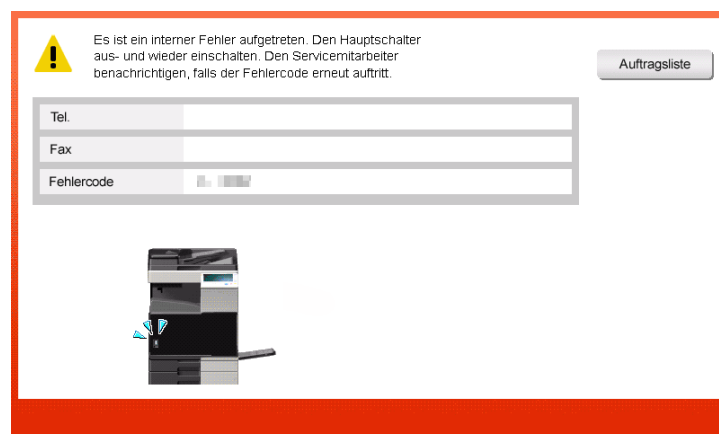 Es ist ein interner Fehler aufgetreten. Den Hauptschalter
aus- und wieder einschalten. Den Servicemitarbeiter
benachrichtigen, falls der Fehlercode erneut auftritt.
Auftragsliste
Tel.
Fax
Fehlercode